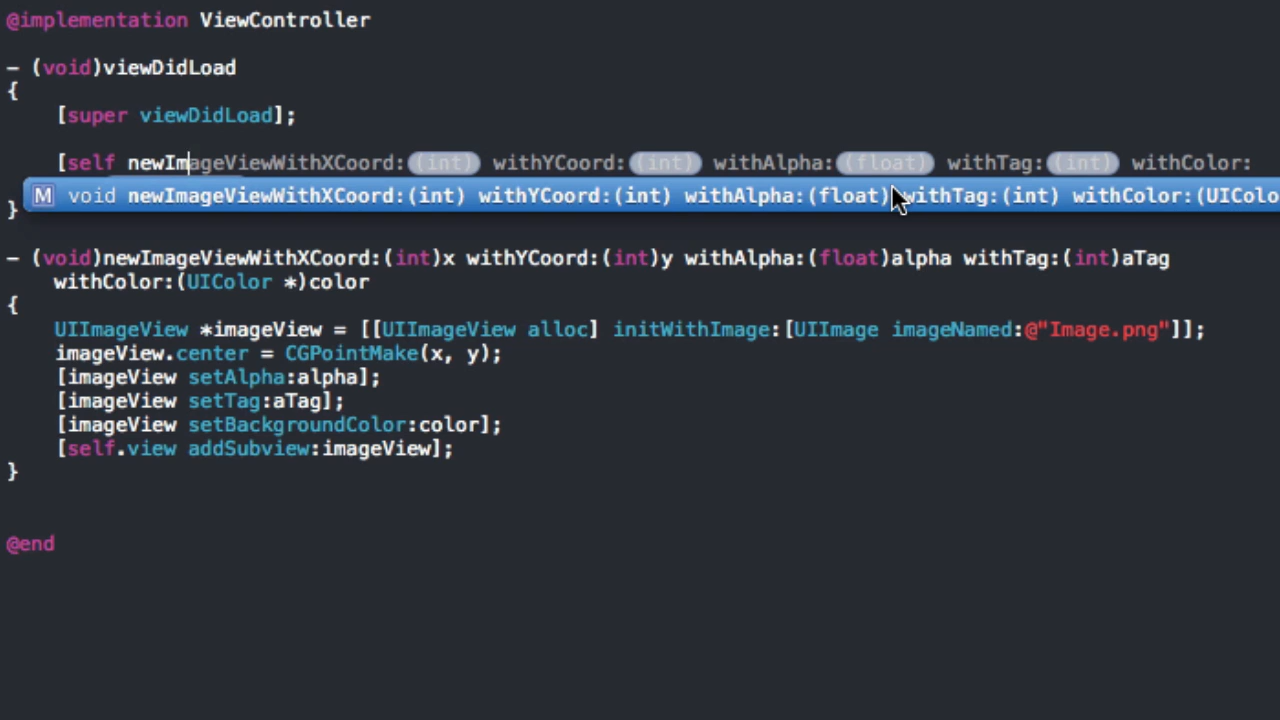 @implementation ViewController
- (void)viewDidLoad
{
[super viewDidLoad];
[self newImageViewWithXCoord:(int) withYCoord:(int) withAlpha:(float) withTag:(int) withColor:
M void newImageViewWithXCoord:(int) withYCoord:(int) withAlpha:(float) withTag:(int) withColor:(UIColo
}
- (void)newImageViewWithXCoord:(int)x withYCoord:(int)y withAlpha:(float)alpha withTag:(int)aTag
withColor:(UIColor *)color
{
UIImageView *imageView = [[UIImageView alloc] initWithImage:[UIImage imageNamed:@"Image.png"]];
imageView.center = CGPointMake(x, y);
[imageView setAlpha:alpha];
[imageView setTag:aTag];
[imageView setBackgroundColor:color];
[self.view addSubview:imageView];
}
@end